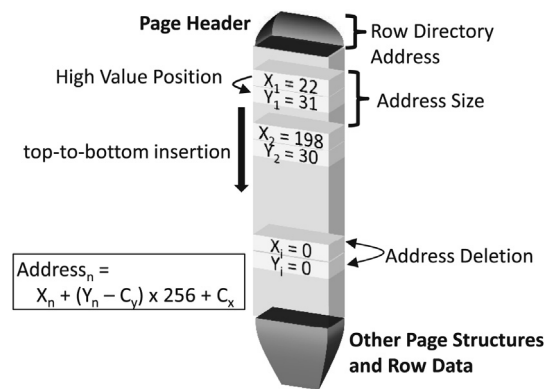 Page Header
Row Directory
Address
High Value Position
X₁ = 22
Y₁ = 31
Address Size
X₂ = 198
Y₂ = 30
top-to-bottom insertion
Xᵢ = 0
Yᵢ = 0
Address Deletion
Addressₙ =
Xₙ + (Yₙ – Cᵧ) x 256 + Cₓ
Other Page Structures
and Row Data